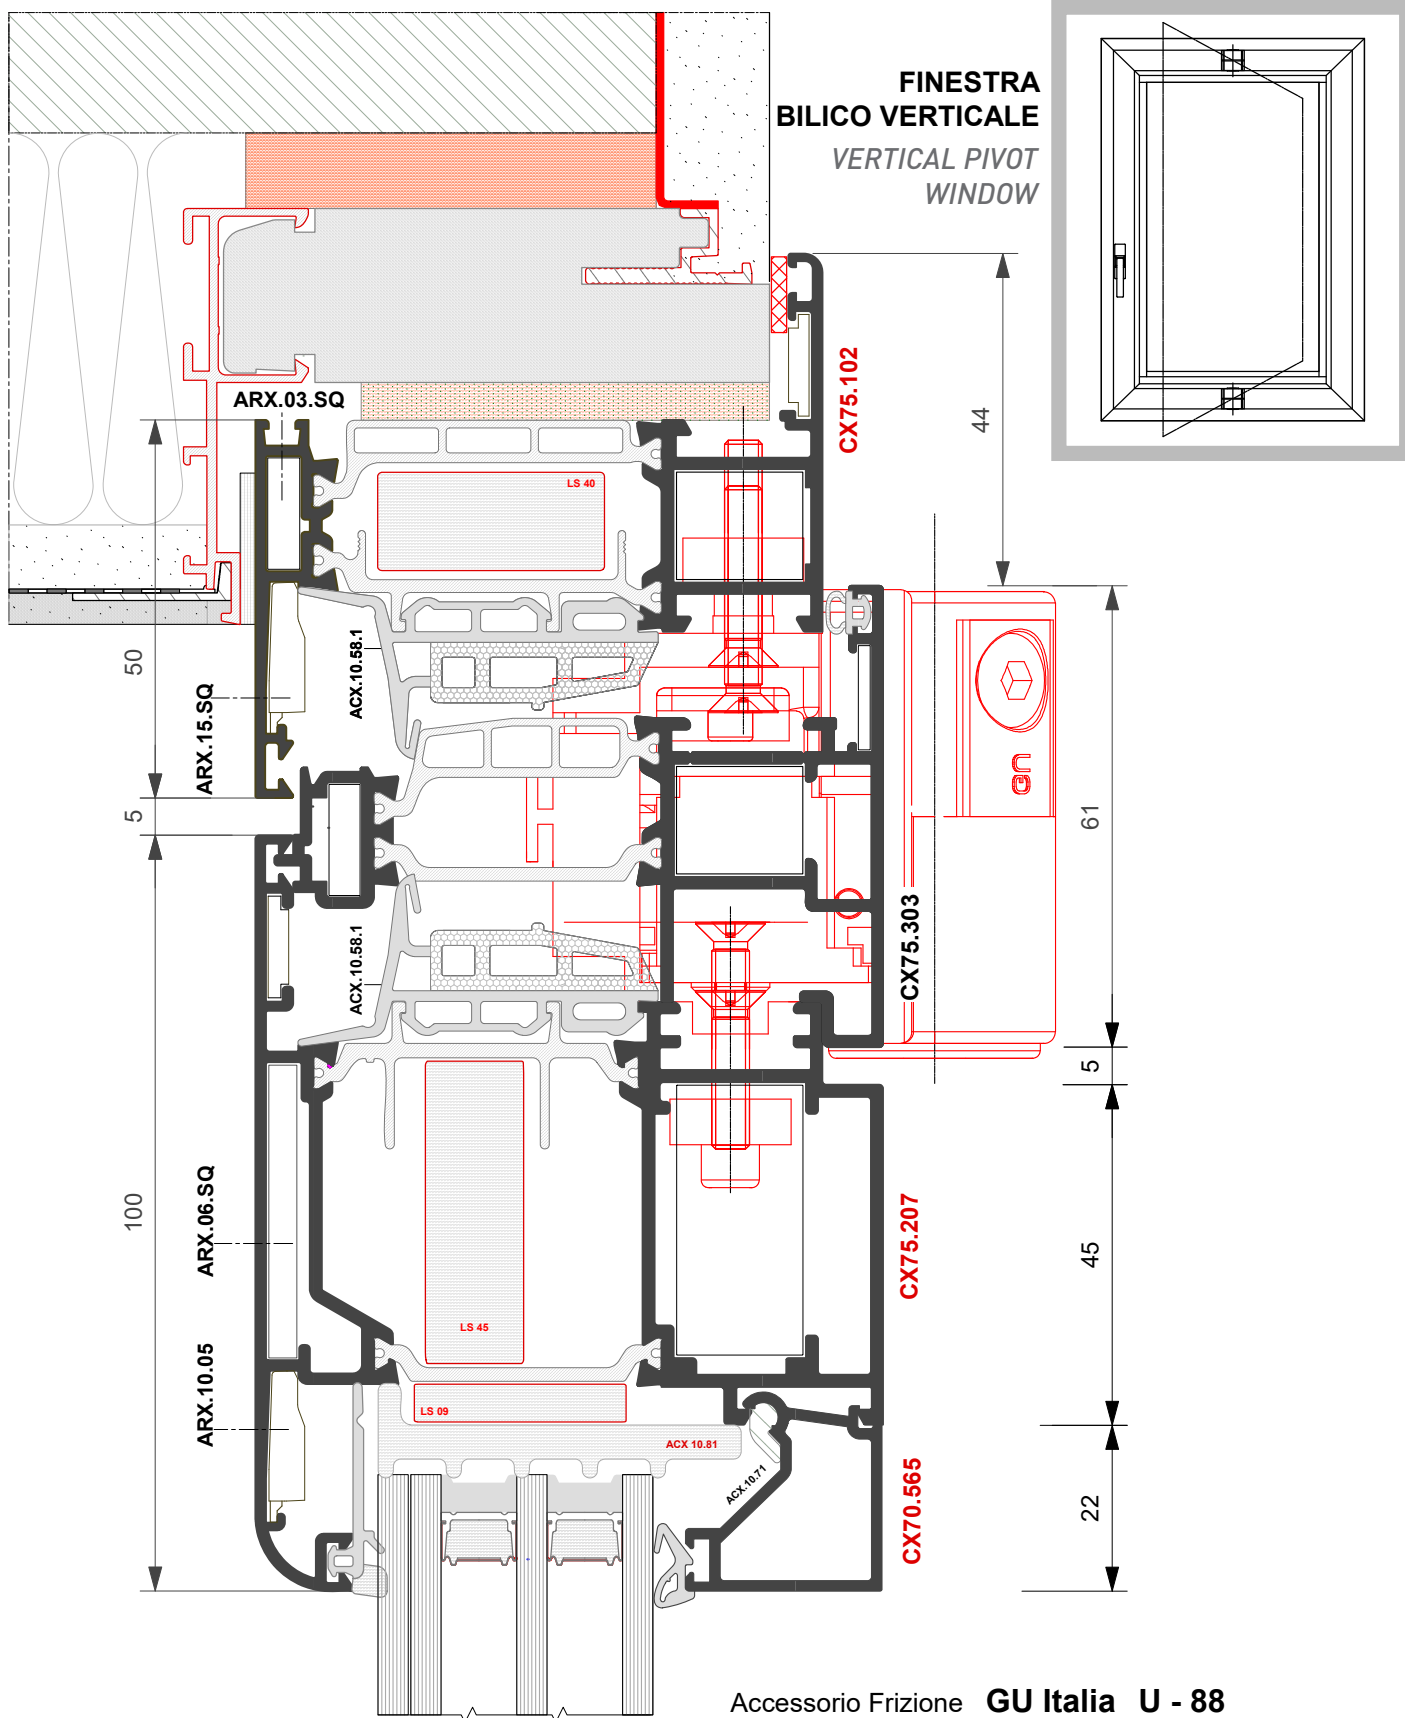 FINESTRA
BILICO VERTICALE
VERTICAL PIVOT
WINDOW
ARX.03.SQ
CX75.102
44
LS 40
50
ACX.10.58.1
ARX.15.SQ
5
61
CX75.303
ACX.10.58.1
5
100
ARX.06.SQ
CX75.207
45
LS 45
ARX.10.05
LS 09
ACX 10.81
ACX.10.71
CX70.565
22
Accessorio Frizione GU Italia U - 88